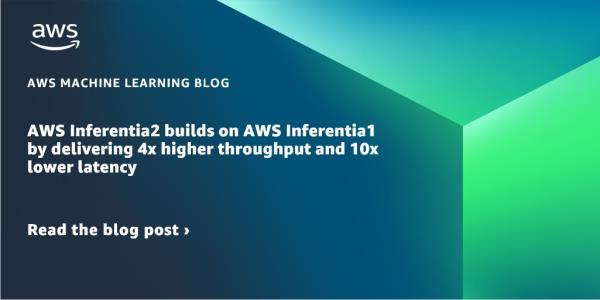 aws
AWS MACHINE LEARNING BLOG
AWS Inferentia2 builds on AWS Inferentia1
by delivering 4x higher throughput and 10x
lower latency
Read the blog post ›